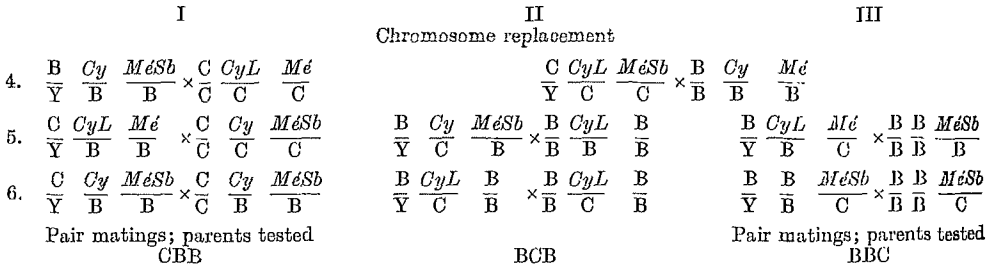 I II III
Chromosome replacement
4. B/Y Cy/B MéSb/B × C/C CyL/C Mé/C C/Y CyL/C MéSb/C × B/B Cy/B Mé/B
5. C/Y CyL/B Mé/B × C/C Cy/C MéSb/C B/Y Cy/C MéSb/B × B/B CyL/B B/B B/Y CyL/B Mé/C × B/B B/B MéSb/B
6. C/Y Cy/B MéSb/B × C/C Cy/B MéSb/B B/Y CyL/C B/B × B/B CyL/C B/B B/Y B/B MéSb/C × B/B B/B MéSb/C
Pair matings; parents tested Pair matings; parents tested
CBB BCB BBC